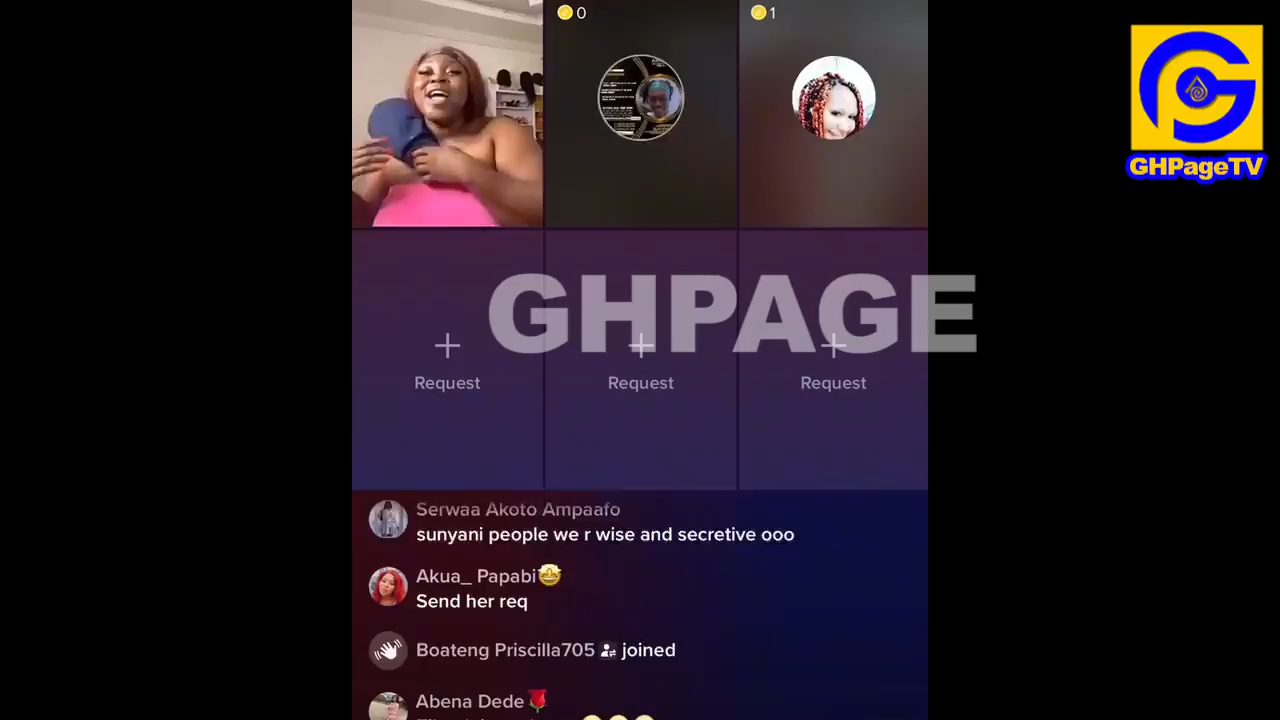 0
1
GHPageTV
GHPAGE
Request
Request
Request
Serwaa Akoto Ampaafo
sunyani people we r wise and secretive ooo
Akua_ Papabi🤩
Send her req
Boateng Priscilla705 joined
Abena Dede🌹